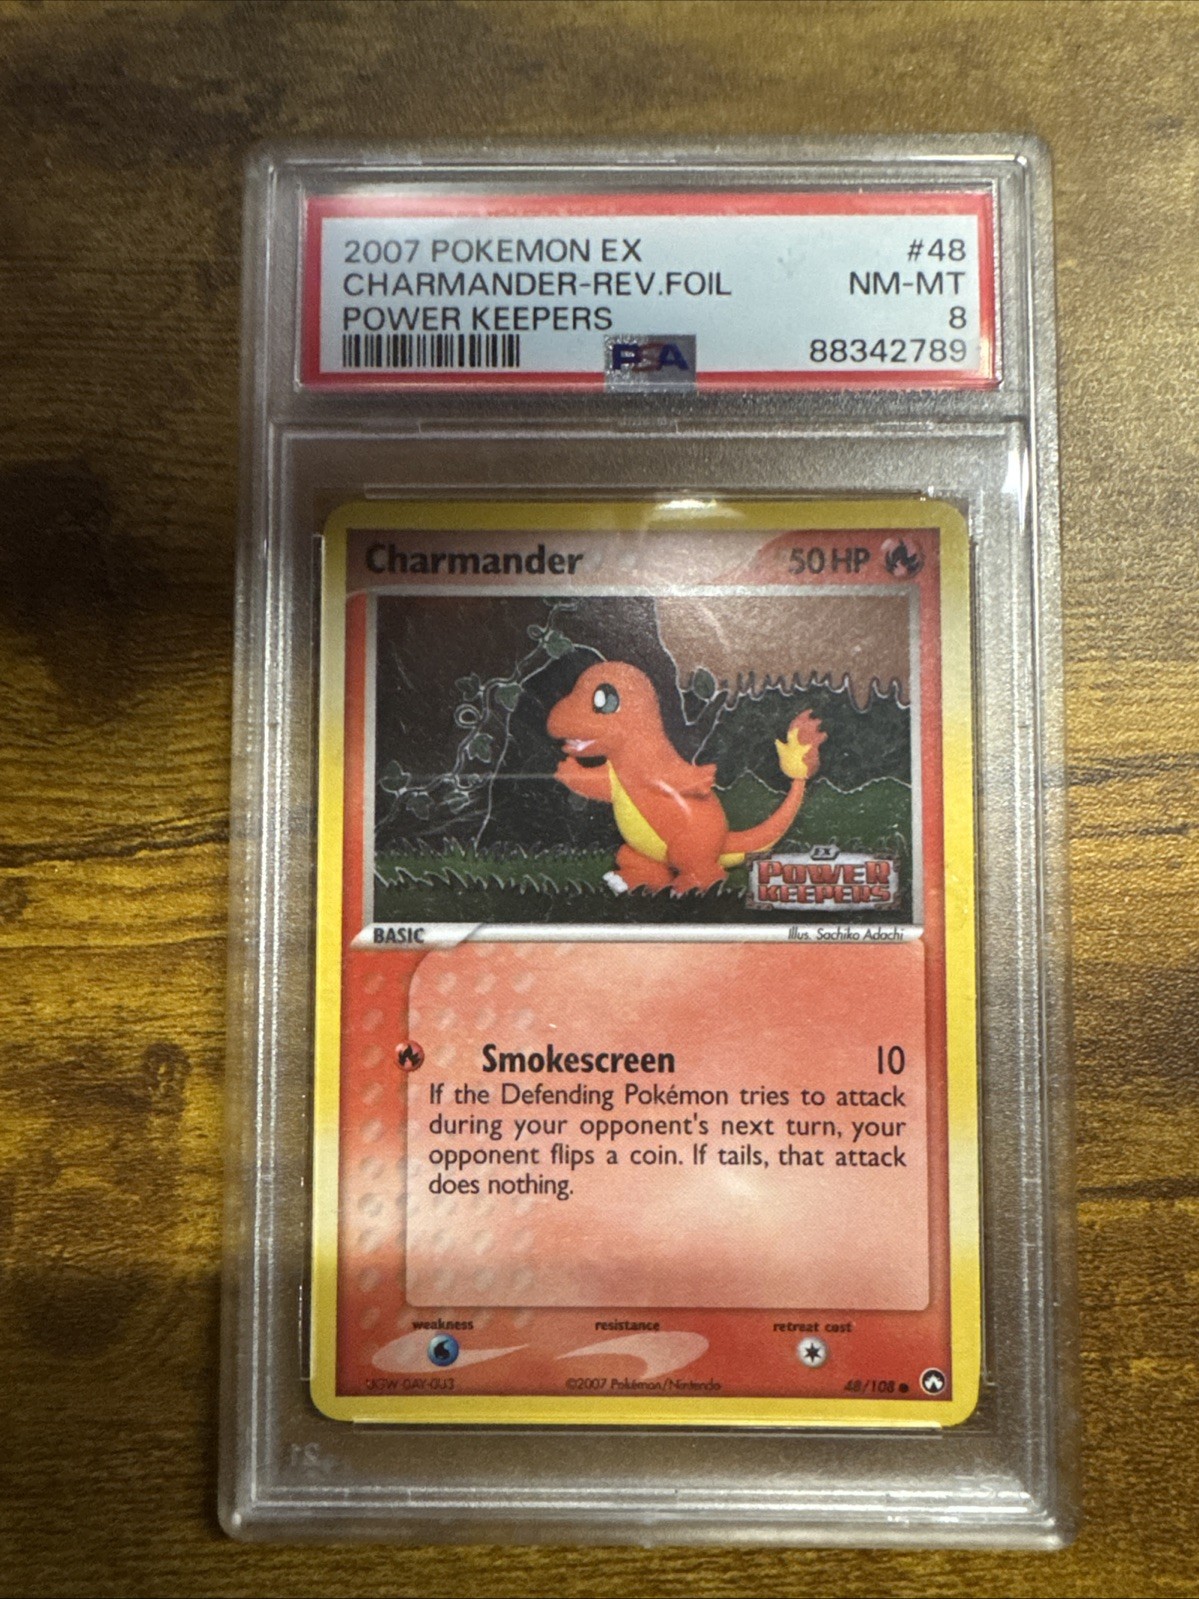 2007 POKEMON EX #48
CHARMANDER-REV.FOIL NM-MT
POWER KEEPERS 8
PSA 88342789
Charmander 50 HP
EX
POWER
KEEPERS
BASIC Illus. Sachiko Adachi
Smokescreen 10
If the Defending Pokémon tries to attack
during your opponent's next turn, your
opponent flips a coin. If tails, that attack
does nothing.
weakness resistance retreat cost
©2007 Pokémon/Nintendo 48/108